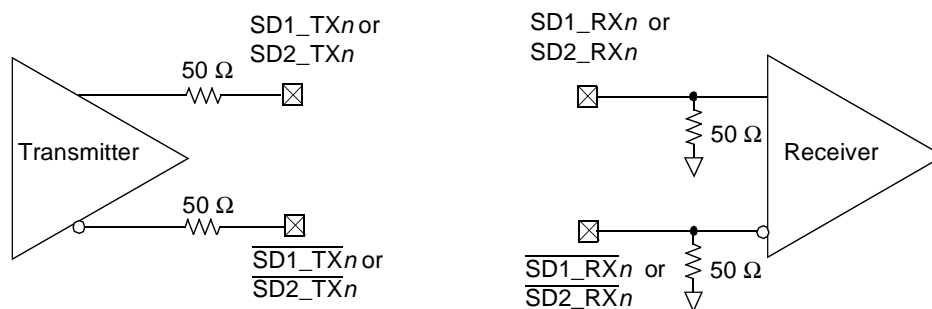 SD1_TXn or
SD2_TXn
50 Ω
Transmitter
50 Ω
SD1_TXn or
SD2_TXn
SD1_RXn or
SD2_RXn
50 Ω
Receiver
SD1_RXn or
SD2_RXn
50 Ω